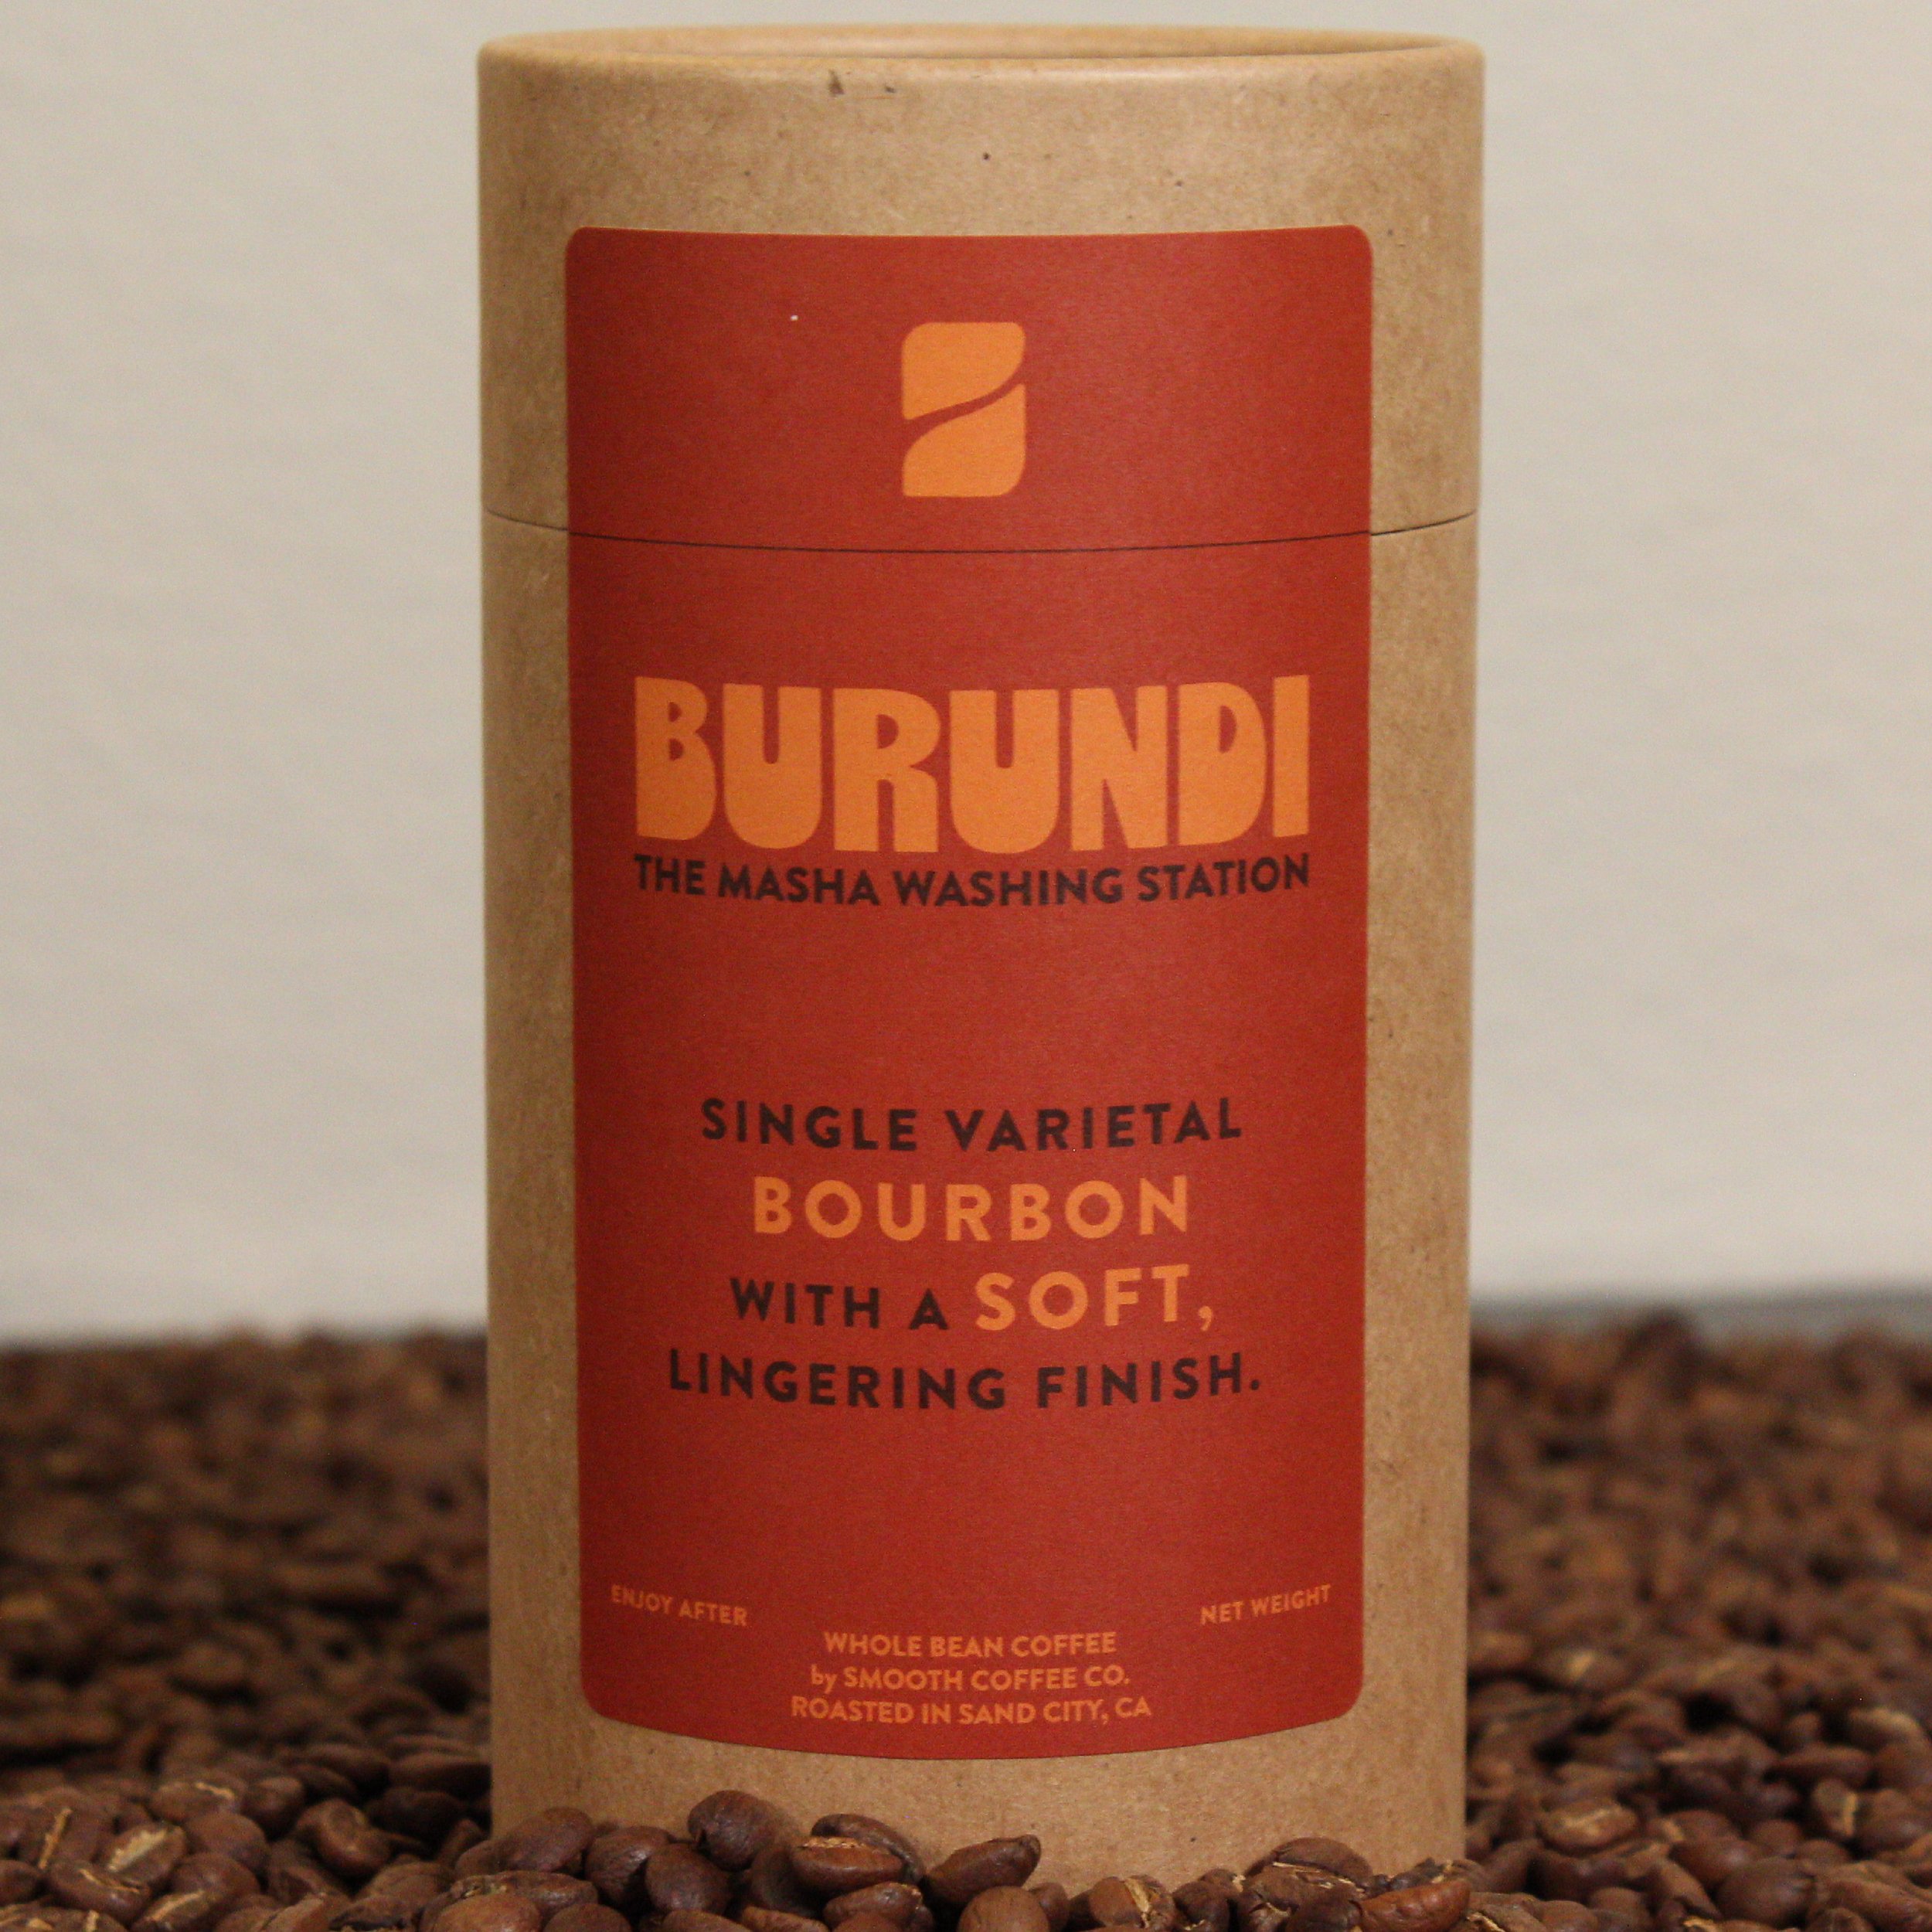 BURUNDI
THE MASHA WASHING STATION
SINGLE VARIETAL
BOURBON
WITH A SOFT,
LINGERING FINISH.
ENJOY AFTER
NET WEIGHT
WHOLE BEAN COFFEE
by SMOOTH COFFEE CO.
ROASTED IN SAND CITY, CA